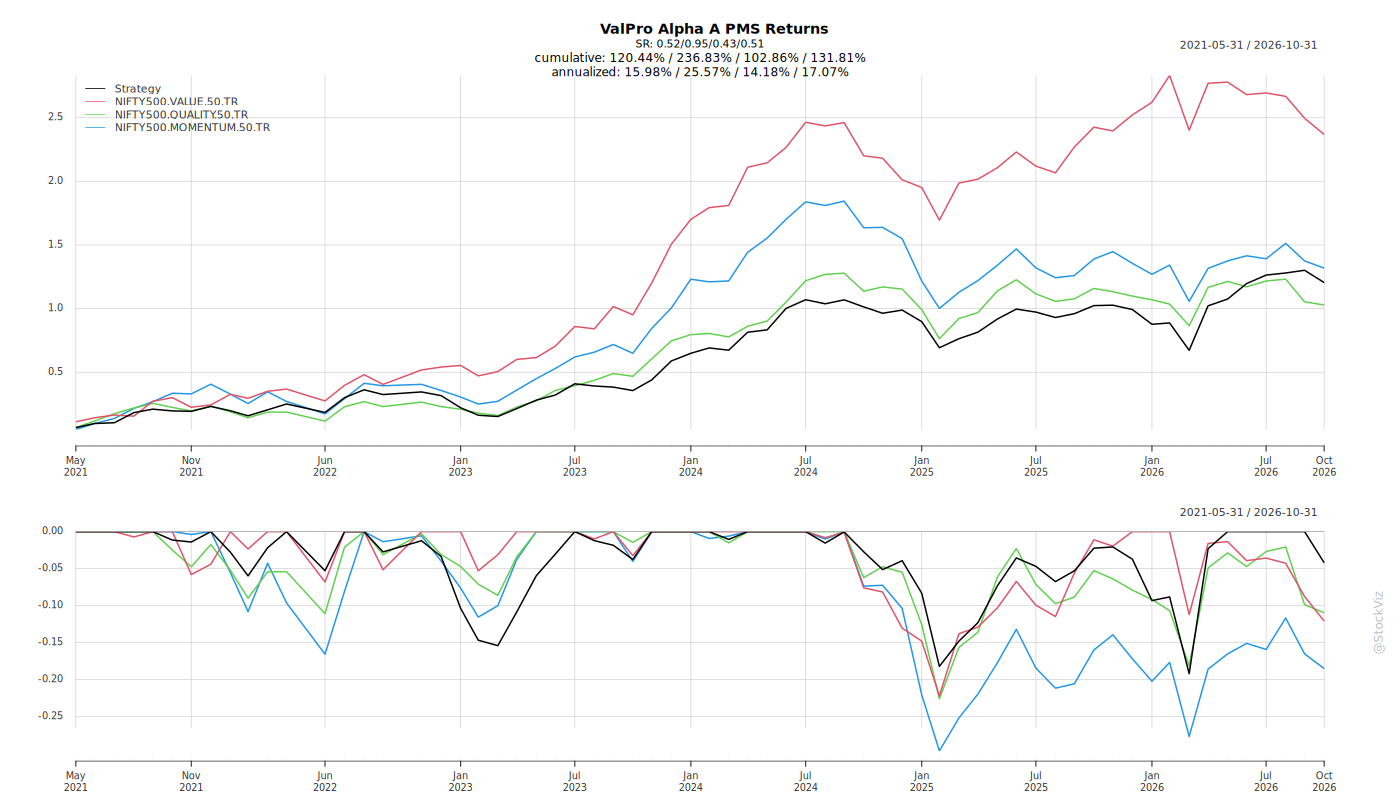 ValPro Alpha A PMS Returns
SR: 0.52/0.95/0.43/0.51
cumulative: 120.44% / 236.83% / 102.86% / 131.81%
annualized: 15.98% / 25.57% / 14.18% / 17.07%
2021-05-31 / 2026-10-31
Strategy
NIFTY500.VALUE.50.TR
NIFTY500.QUALITY50.TR
NIFTY500.MOMENTUM.50.TR
2.5
2.0
1.5
1.0
0.5
May Nov Jun Jan Jul Jan Jul Jan Jul Jan Jul Oct
2021 2021 2022 2023 2023 2024 2024 2025 2025 2026 2026 2026
2021-05-31 / 2026-10-31
0.00
-0.05
-0.10
-0.15
-0.20
-0.25
May Nov Jun Jan Jul Jan Jul Jan Jul Jan Jul Oct
2021 2021 2022 2023 2023 2024 2024 2025 2025 2026 2026 2026
@StockViz